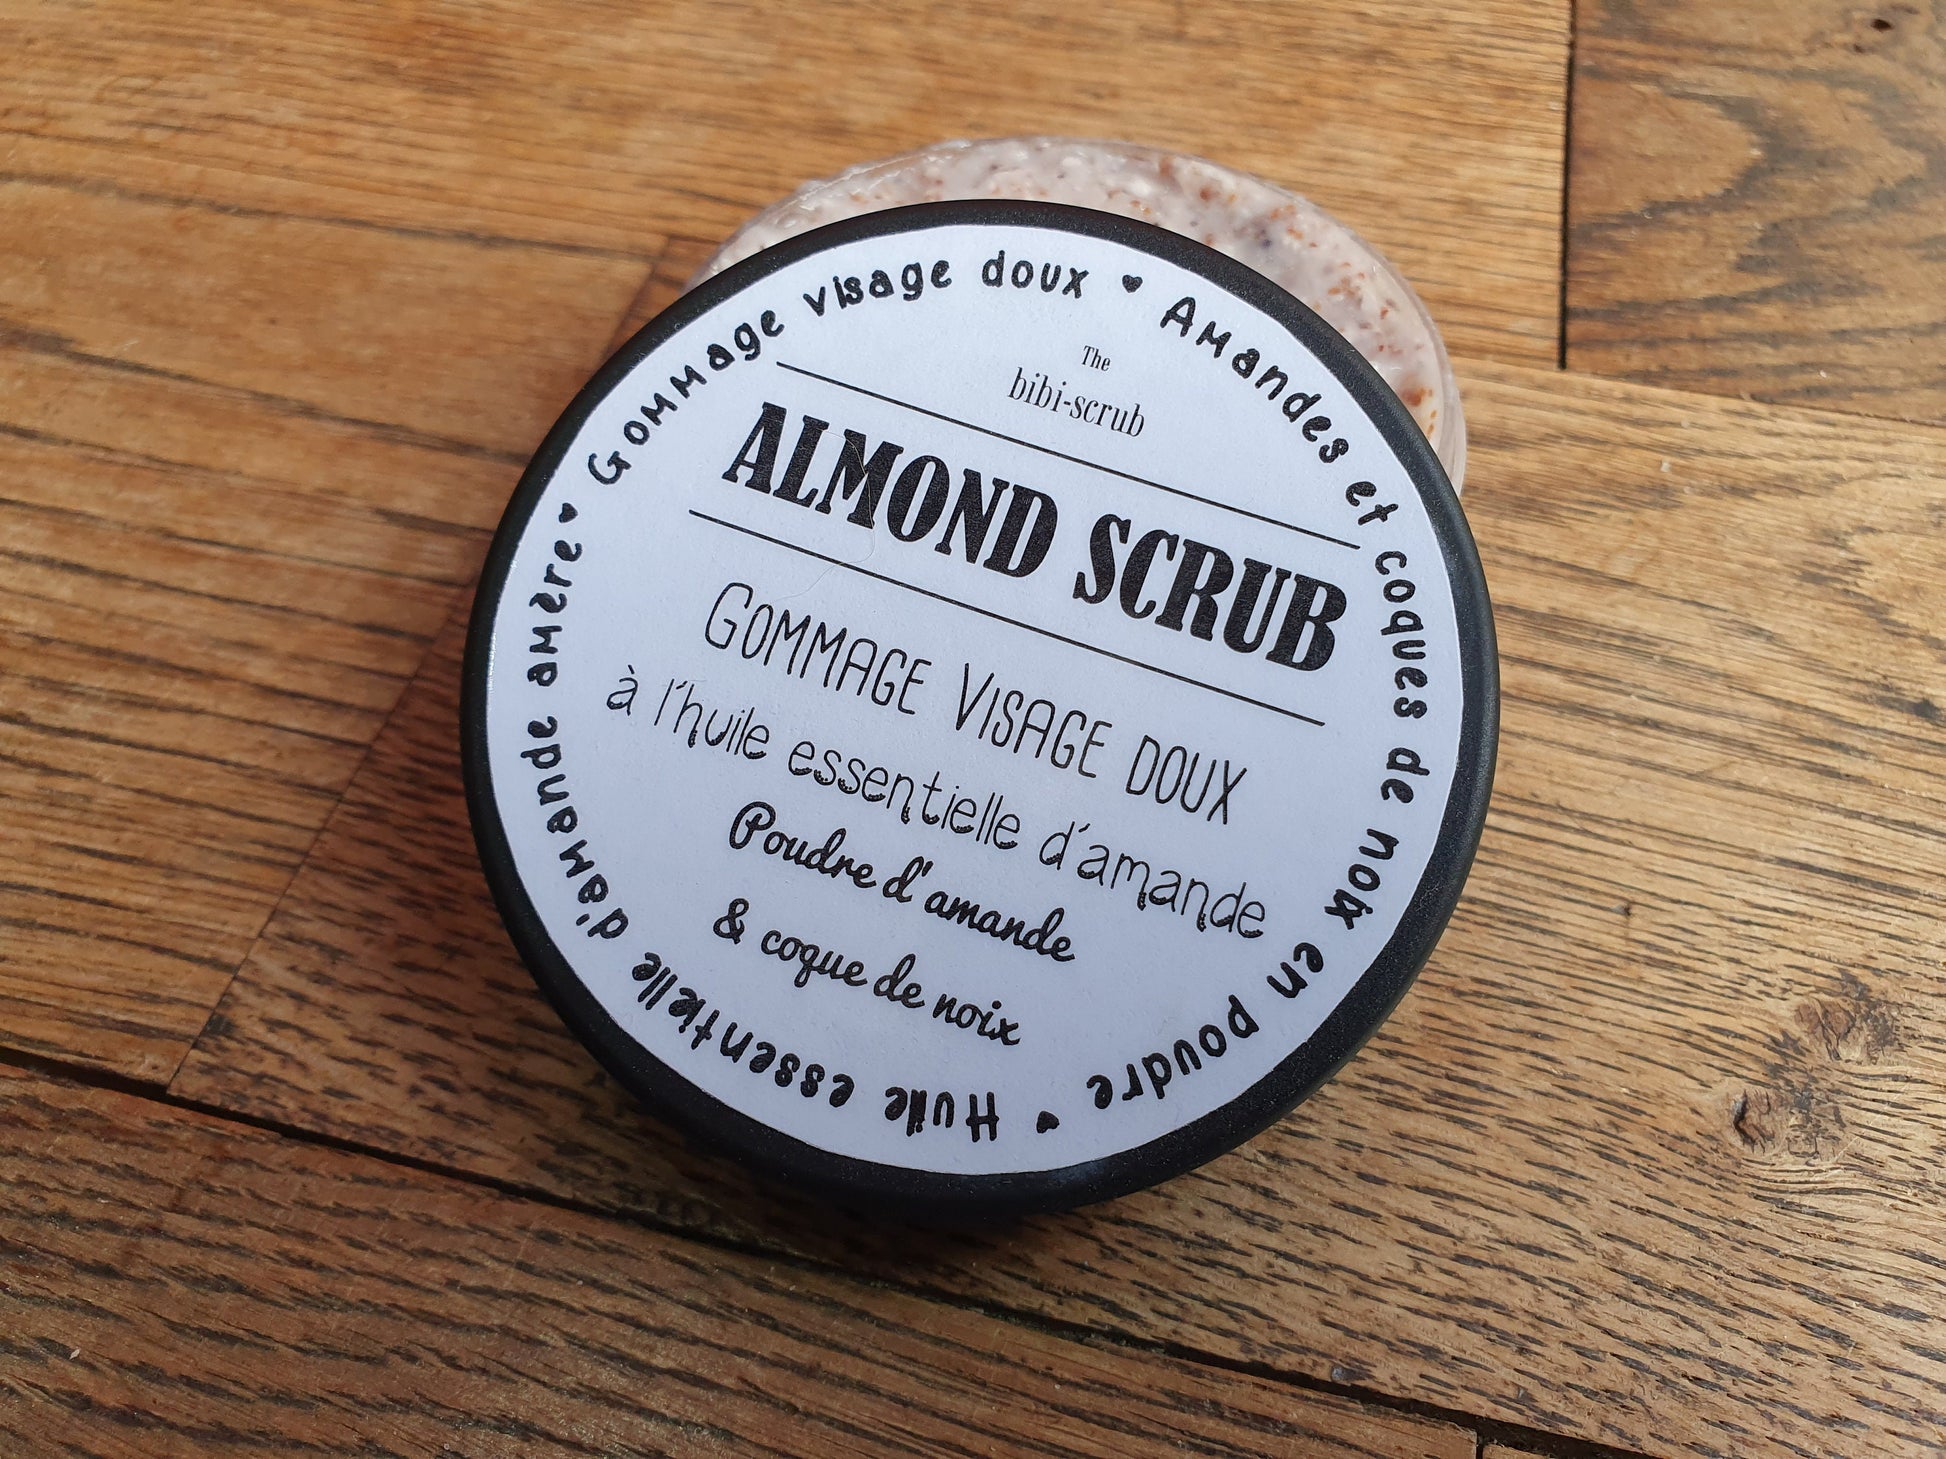 The
bibi-scrub
ALMOND SCRUB
GOMMAGE VISAGE DOUX
à l'huile essentielle d'amande
Poudre d'amande
& coque de noix
Gommage visage doux ♥ Amandes et coques de noix en poudre ♥ Huile essentielle d'amande amère ♥